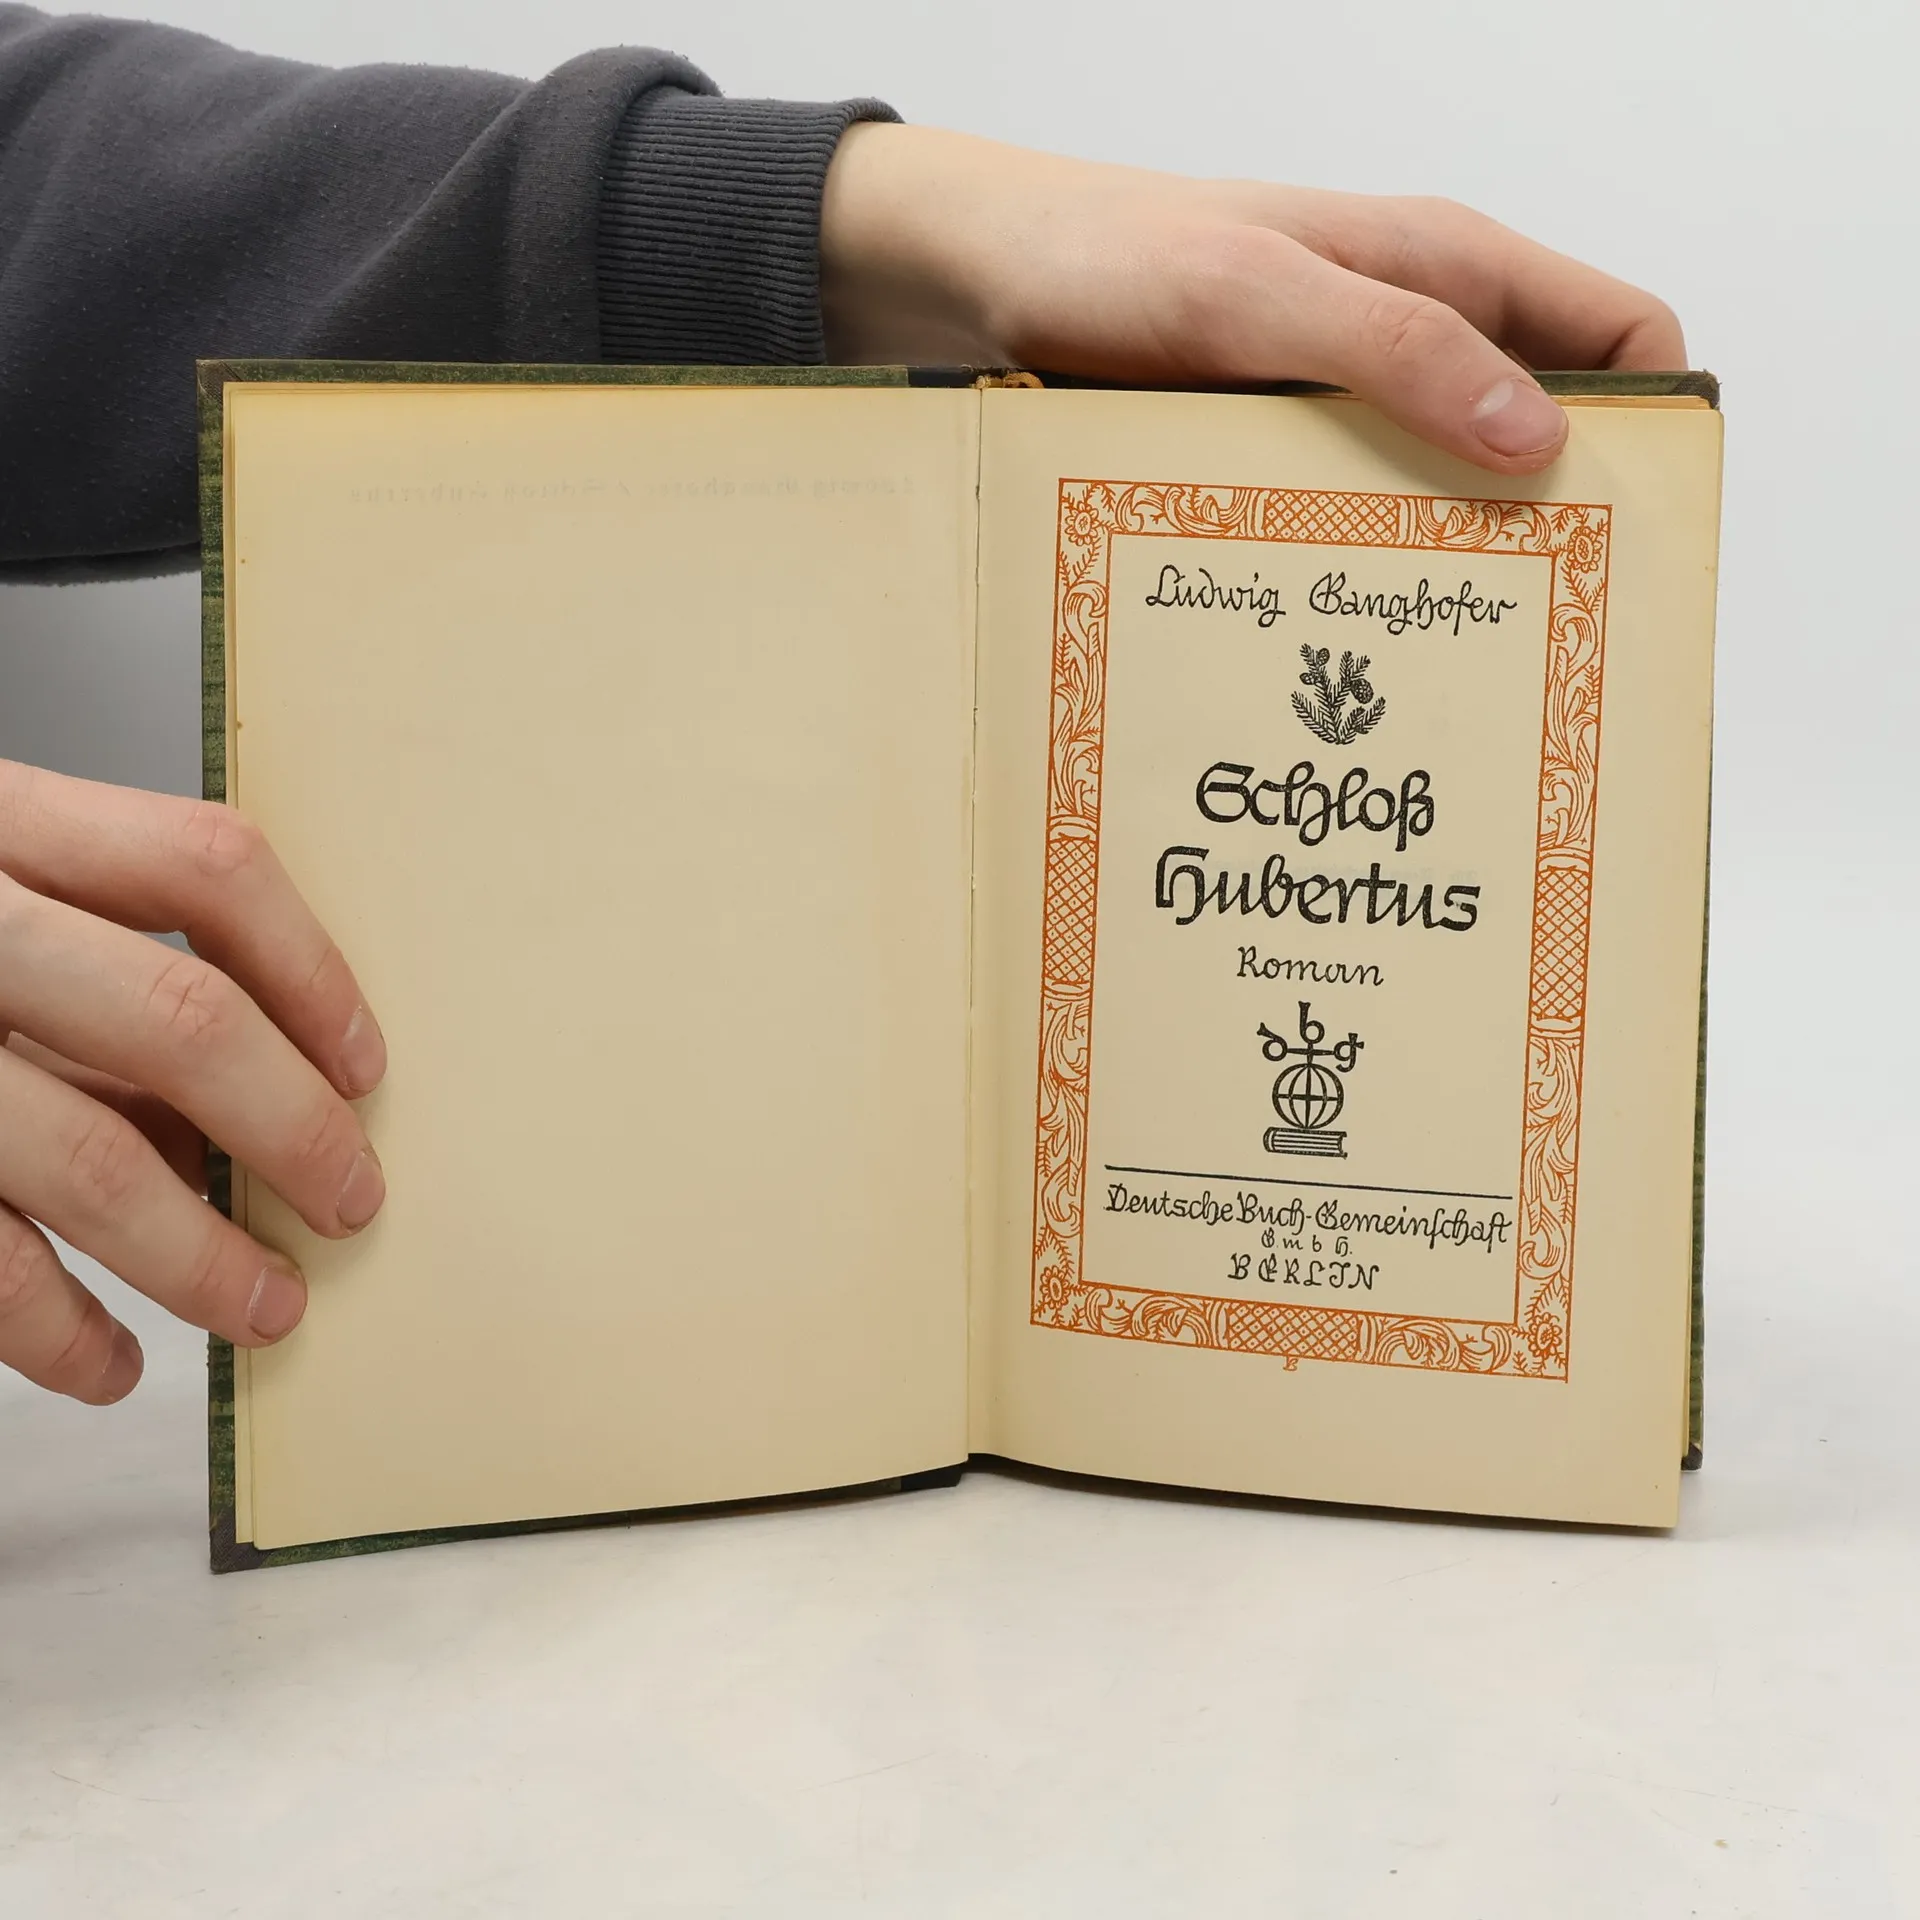 Ludwig Ganghofer
Schloß
Hubertus
Roman
dbg
Deutsche Buch-Gemeinschaft
G.m.b.H.
BERLIN